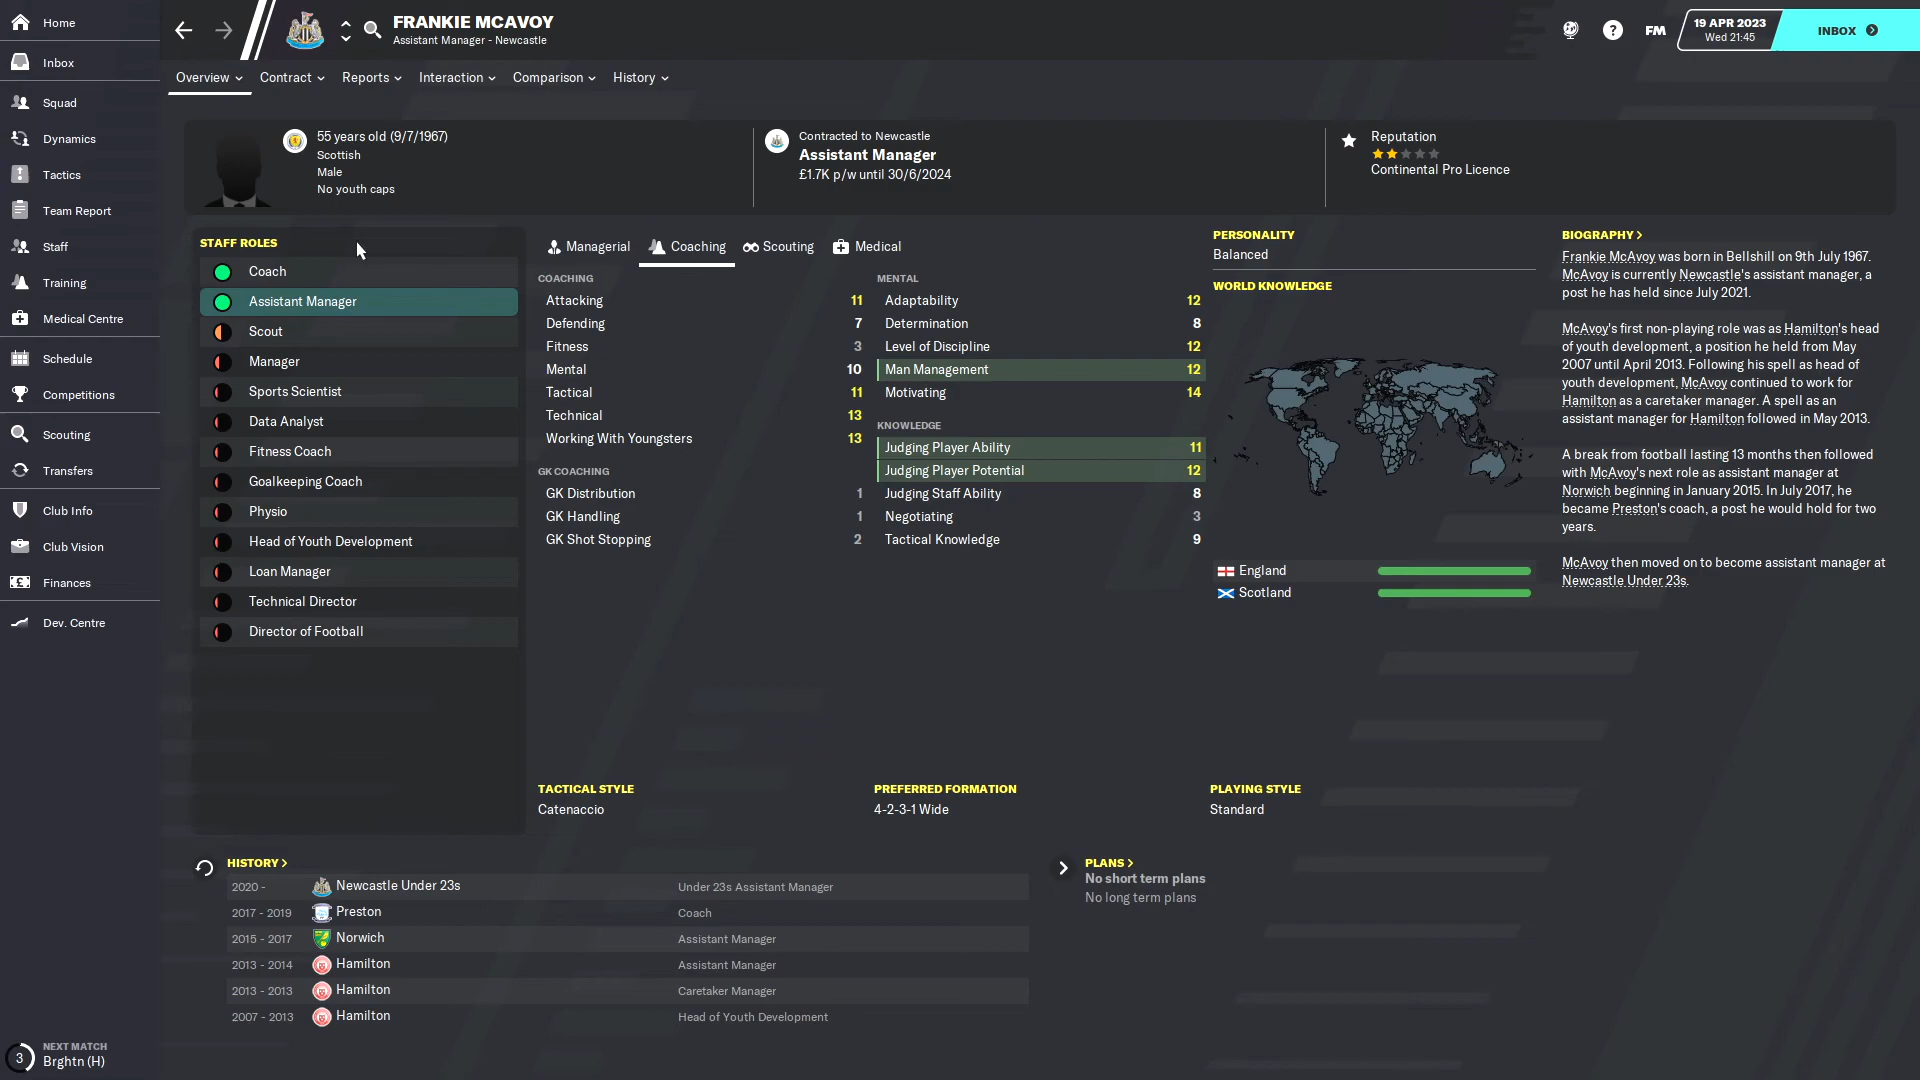 Home
Inbox
Squad
Dynamics
Tactics
Team Report
Staff
Training
Medical Centre
Schedule
Competitions
Scouting
Transfers
Club Info
Club Vision
Finances
Dev. Centre
3
NEXT MATCH
Brghtn (H)
FRANKIE MCAVOY
Assistant Manager - Newcastle
?
FM
19 APR 2023
Wed 21:45
INBOX
Overview
Contract
Reports
Interaction
Comparison
History
55 years old (9/7/1967)
Scottish
Male
No youth caps
Contracted to Newcastle
Assistant Manager
£1.7K p/w until 30/6/2024
Reputation
Continental Pro Licence
STAFF ROLES
Coach
Assistant Manager
Scout
Manager
Sports Scientist
Data Analyst
Fitness Coach
Goalkeeping Coach
Physio
Head of Youth Development
Loan Manager
Technical Director
Director of Football
Managerial
Coaching
Scouting
Medical
COACHING
Attacking 11
Defending 7
Fitness 3
Mental 10
Tactical 11
Technical 13
Working With Youngsters 13
GK COACHING
GK Distribution 1
GK Handling 1
GK Shot Stopping 2
MENTAL
Adaptability 12
Determination 8
Level of Discipline 12
Man Management 12
Motivating 14
KNOWLEDGE
Judging Player Ability 11
Judging Player Potential 12
Judging Staff Ability 8
Negotiating 3
Tactical Knowledge 9
PERSONALITY
Balanced
WORLD KNOWLEDGE
England
Scotland
BIOGRAPHY >
Frankie McAvoy was born in Bellshill on 9th July 1967.
McAvoy is currently Newcastle's assistant manager, a
post he has held since July 2021.
McAvoy's first non-playing role was as Hamilton's head
of youth development, a position he held from May
2007 until April 2013. Following his spell as head of
youth development, McAvoy continued to work for
Hamilton as a caretaker manager. A spell as an
assistant manager for Hamilton followed in May 2013.
A break from football lasting 13 months then followed
with McAvoy's next role as assistant manager at
Norwich beginning in January 2015. In July 2017, he
became Preston's coach, a post he would hold for two
years.
McAvoy then moved on to become assistant manager at
Newcastle Under 23s.
TACTICAL STYLE
Catenaccio
PREFERRED FORMATION
4-2-3-1 Wide
PLAYING STYLE
Standard
HISTORY >
2020 - Newcastle Under 23s Under 23s Assistant Manager
2017 - 2019 Preston Coach
2015 - 2017 Norwich Assistant Manager
2013 - 2014 Hamilton Assistant Manager
2013 - 2013 Hamilton Caretaker Manager
2007 - 2013 Hamilton Head of Youth Development
PLANS >
No short term plans
No long term plans